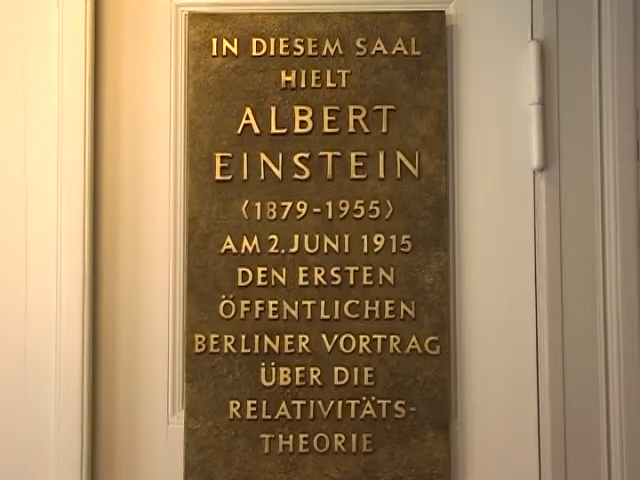 IN DIESEM SAAL
HIELT
ALBERT
EINSTEIN
(1879-1955)
AM 2. JUNI 1915
DEN ERSTEN
ÖFFENTLICHEN
BERLINER VORTRAG
ÜBER DIE
RELATIVITÄTS-
THEORIE